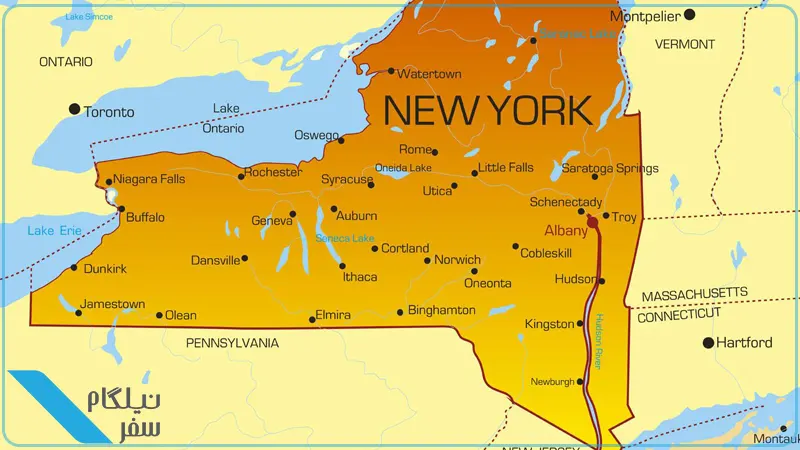 Lake Simcoe
Montpelier
ONTARIO
Saranac Lake
VERMONT
Watertown
Toronto
Lake
Ontario
NEW YORK
Oswego
Rome
Niagara Falls
Rochester
Syracuse
Oneida Lake
Little Falls
Saratoga Springs
Utica
Schenectady
Buffalo
Geneva
Auburn
Troy
Lake Erie
Albany
Seneca Lake
Cortland
Cobleskill
Dunkirk
Dansville
Ithaca
Norwich
Oneonta
Hudson
MASSACHUSETTS
CONNECTICUT
Jamestown
Olean
Elmira
Binghamton
Kingston
Hudson River
PENNSYLVANIA
Hartford
Newburgh
نیلگام
سفر
Montauk
NEW JERSEY